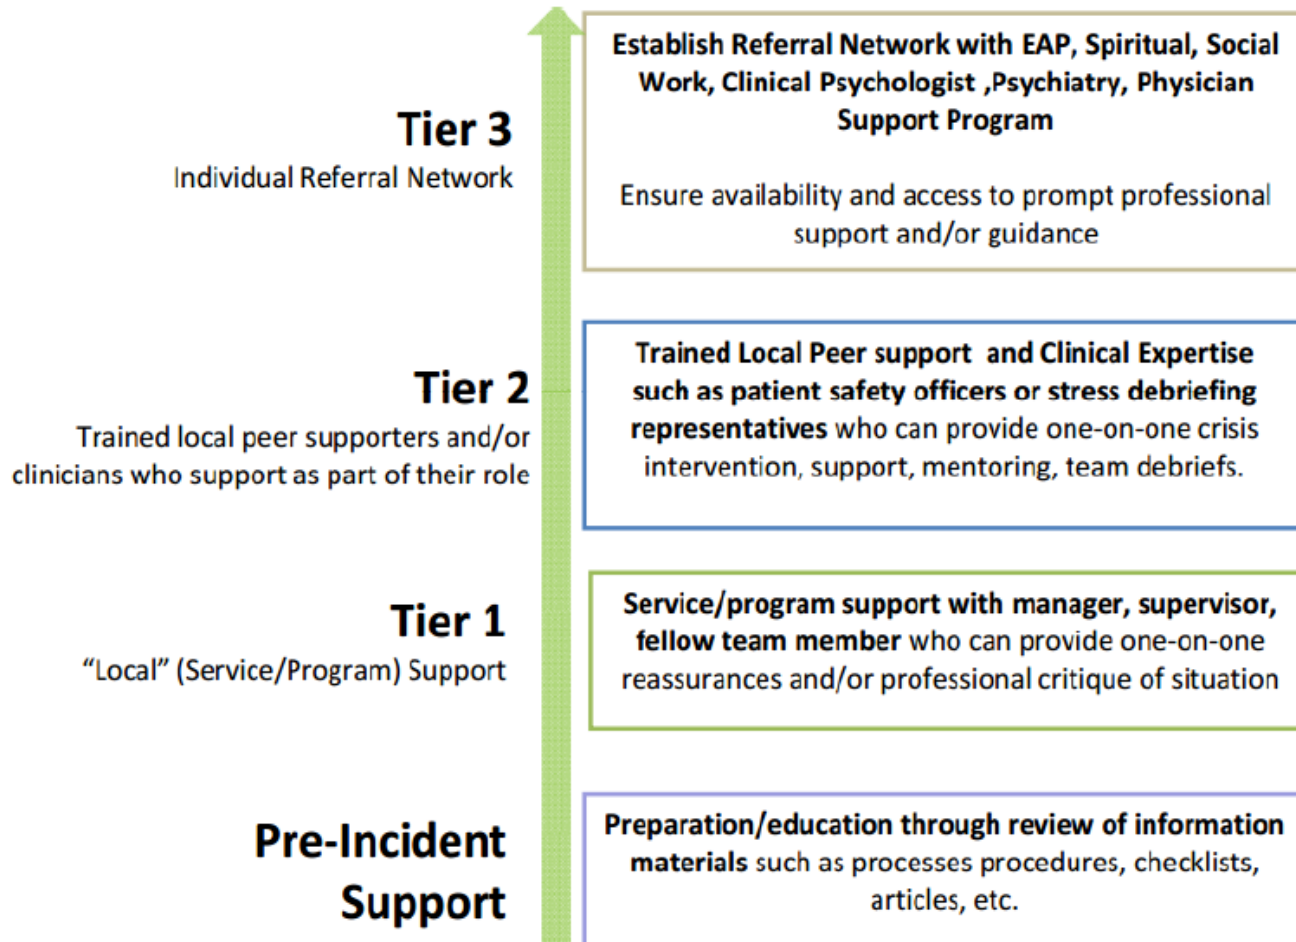 Tier 3
Individual Referral Network
Establish Referral Network with EAP, Spiritual, Social
Work, Clinical Psychologist ,Psychiatry, Physician
Support Program
Ensure availability and access to prompt professional
support and/or guidance
Tier 2
Trained local peer supporters and/or
clinicians who support as part of their role
Trained Local Peer support and Clinical Expertise
such as patient safety officers or stress debriefing
representatives who can provide one-on-one crisis
intervention, support, mentoring, team debriefs.
Tier 1
“Local” (Service/Program) Support
Service/program support with manager, supervisor,
fellow team member who can provide one-on-one
reassurances and/or professional critique of situation
Pre-Incident
Support
Preparation/education through review of information
materials such as processes procedures, checklists,
articles, etc.